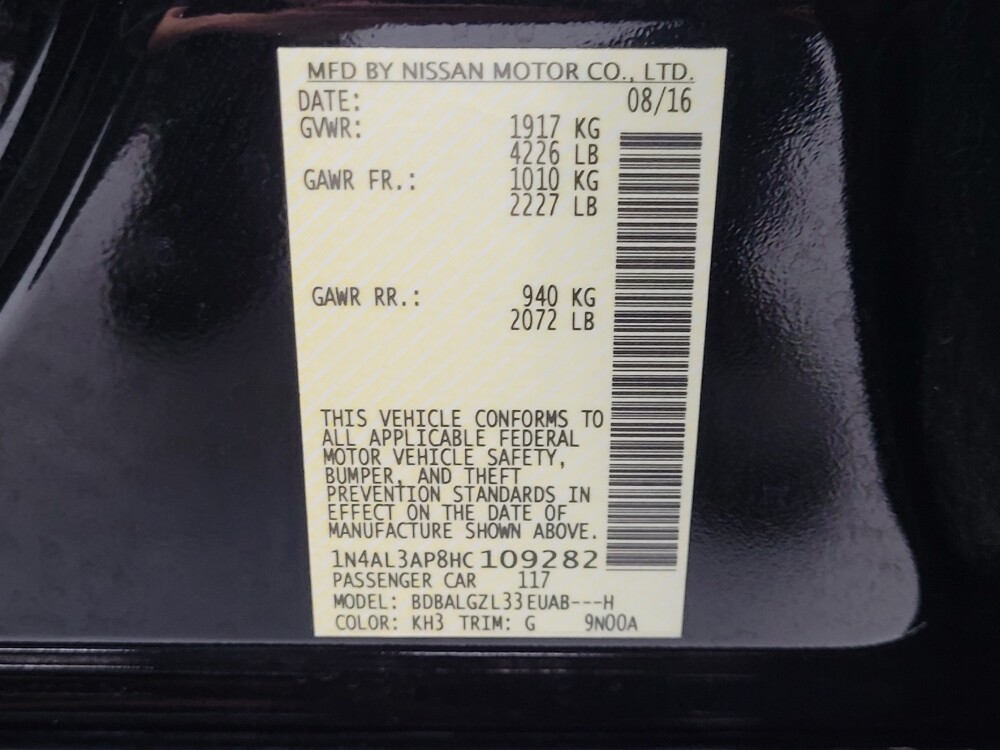 MFD BY NISSAN MOTOR CO., LTD.
DATE: 08/16
GVWR: 1917 KG
4226 LB
GAWR FR.: 1010 KG
2227 LB
GAWR RR.: 940 KG
2072 LB
THIS VEHICLE CONFORMS TO
ALL APPLICABLE FEDERAL
MOTOR VEHICLE SAFETY,
BUMPER, AND THEFT
PREVENTION STANDARDS IN
EFFECT ON THE DATE OF
MANUFACTURE SHOWN ABOVE.
1N4AL3AP8HC109282
PASSENGER CAR 117
MODEL: BDBALGZL33EUAB---H
COLOR: KH3 TRIM: G 9N00A